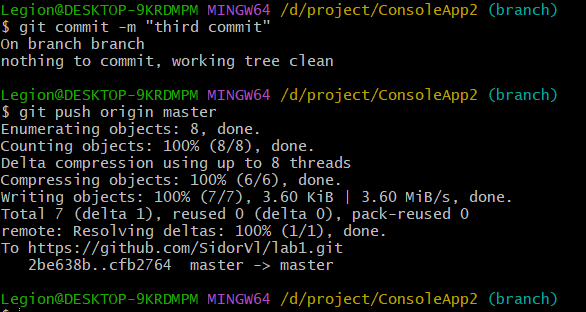 Legion@DESKTOP-9KRDMPM MINGW64 /d/project/ConsoleApp2 (branch)
$ git commit -m "third commit"
On branch branch
nothing to commit, working tree clean
Legion@DESKTOP-9KRDMPM MINGW64 /d/project/ConsoleApp2 (branch)
$ git push origin master
Enumerating objects: 8, done.
Counting objects: 100% (8/8), done.
Delta compression using up to 8 threads
Compressing objects: 100% (6/6), done.
Writing objects: 100% (7/7), 3.60 KiB | 3.60 MiB/s, done.
Total 7 (delta 1), reused 0 (delta 0), pack-reused 0
remote: Resolving deltas: 100% (1/1), done.
To https://github.com/SidorVl/lab1.git
   2be638b..cfb2764  master -> master
Legion@DESKTOP-9KRDMPM MINGW64 /d/project/ConsoleApp2 (branch)
$